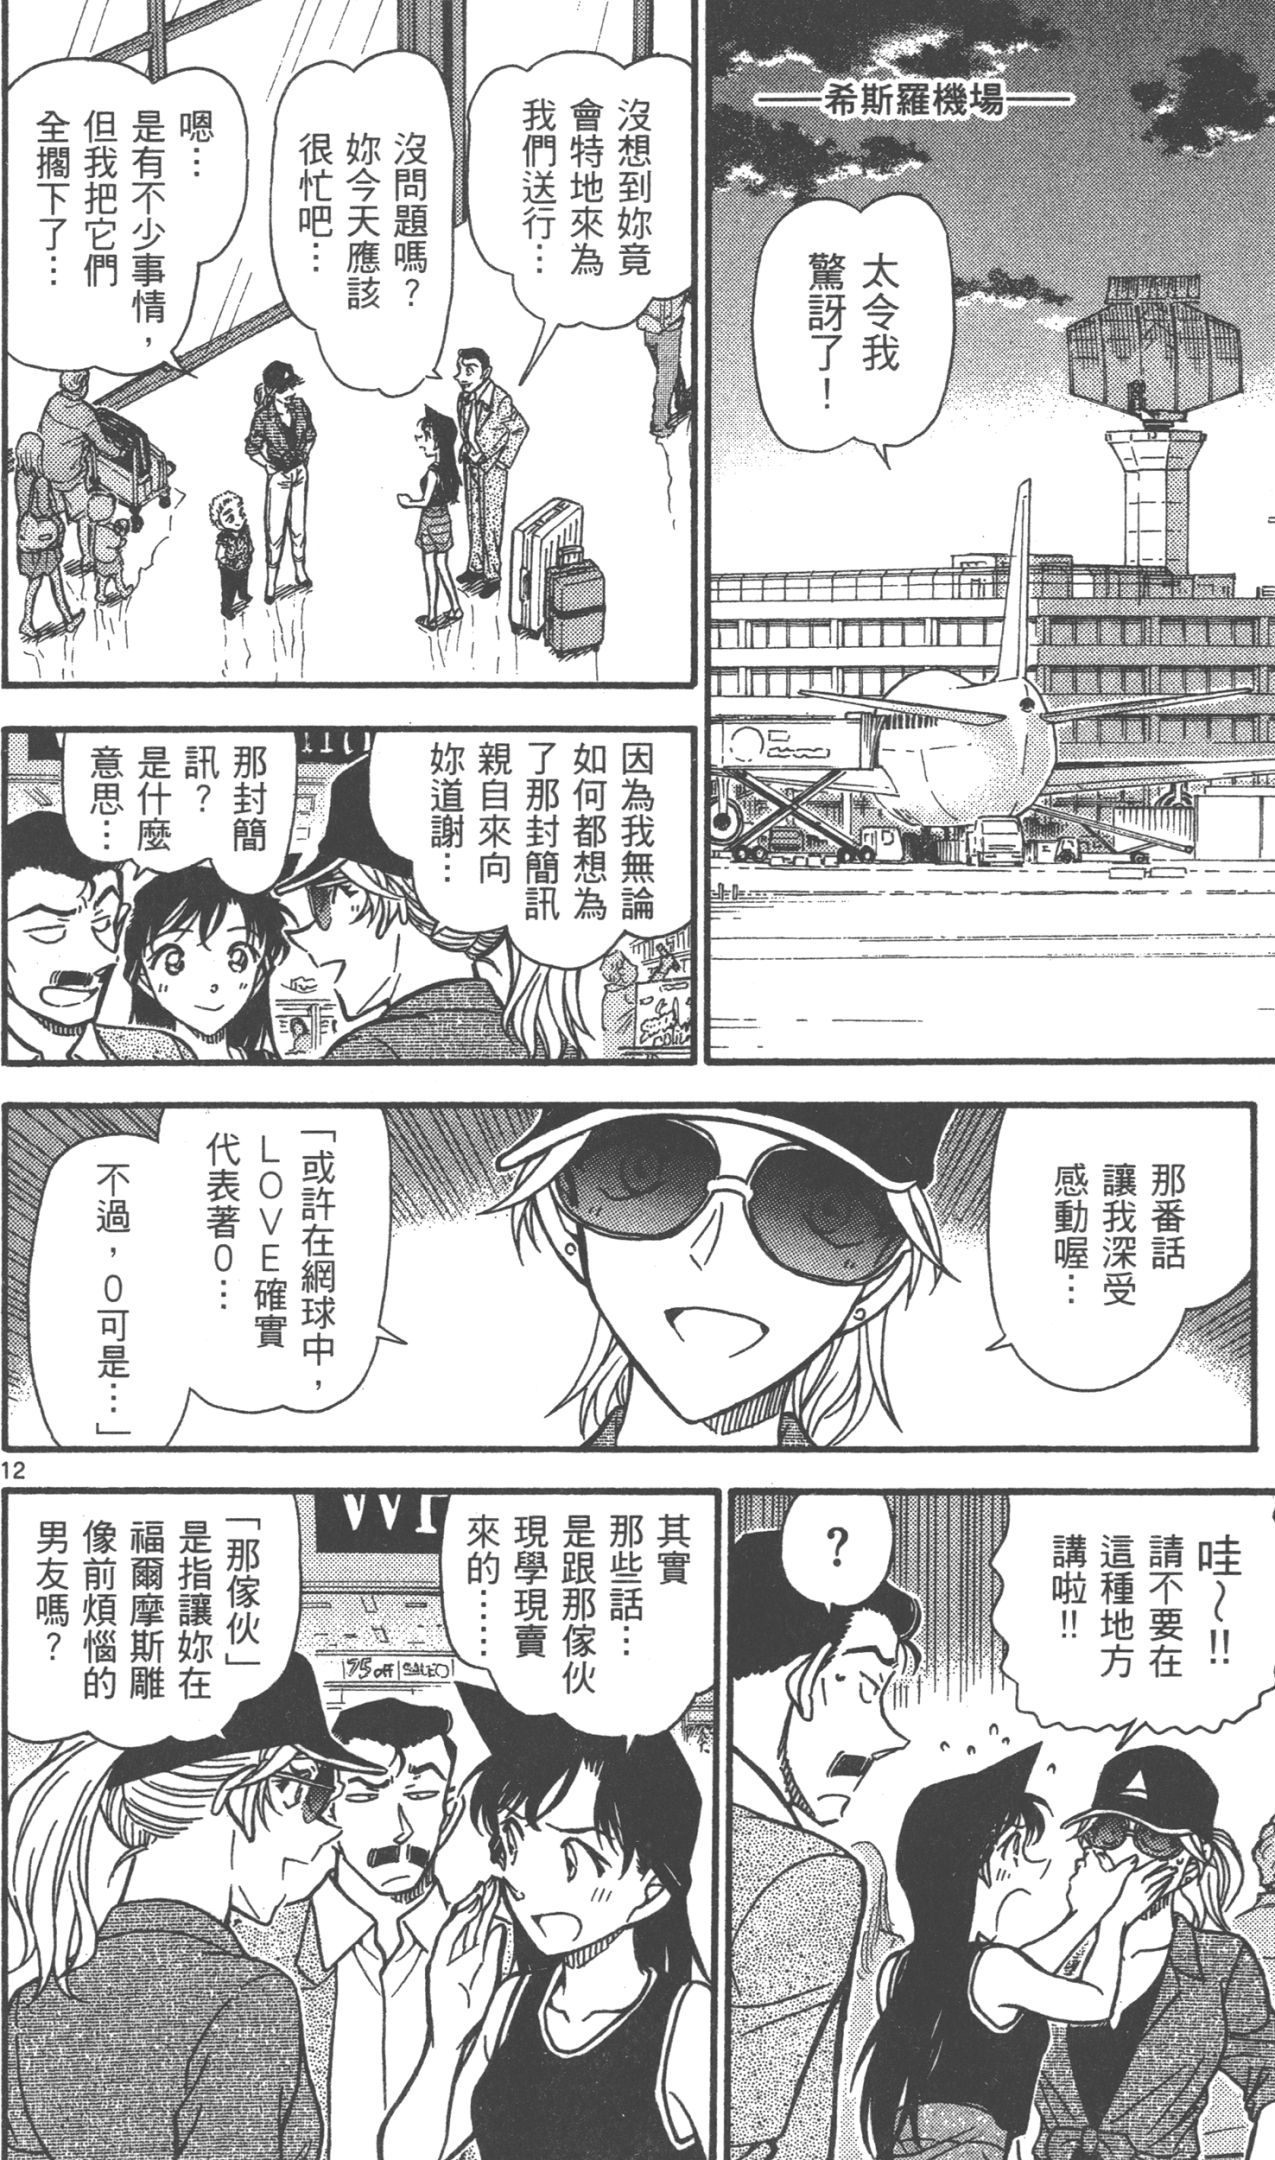 希斯羅機場
太令我
驚訝了！
沒想到妳竟
會特地來為
我們送行…
沒問題嗎？
妳今天應該
很忙吧…
嗯…
是有不少事情，
但我把它們
全擱下了…
因為我無論
如何都想為
了那封簡訊
親自來向
妳道謝…
那封簡
訊？
是什麼
意思…
那番話
讓我深受
感動喔…
「或許在網球中，
LOVE確實
代表著0…
不過，0可是…」
12
哇～!!
請不要在
這種地方
講啦!!
？
其實
那些話…
是跟那傢伙
現學現賣
來的……
「那傢伙」
是指讓妳在
福爾摩斯雕
像前煩惱的
男友嗎？
75off
SALE